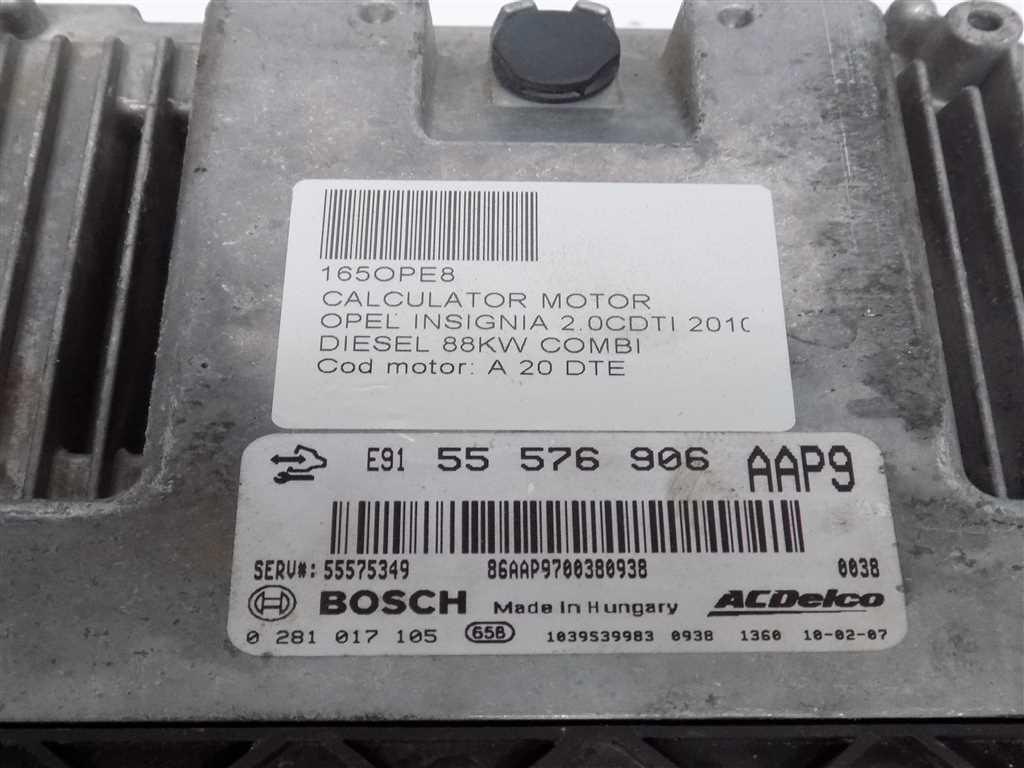 165OPE8
CALCULATOR MOTOR
OPEL INSIGNIA 2.0CDTI 2010
DIESEL 88KW COMBI
Cod motor: A 20 DTE
E91 55 576 906 AAP9
SERV#: 55575349 86AAP9700380938 0038
BOSCH Made in Hungary ACDelco
0 281 017 105 658 1039S39983 0938 1360 10-02-07